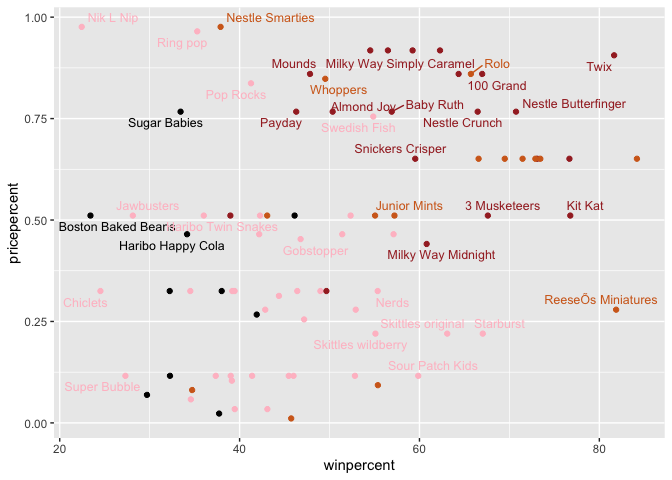 1.00
Nik L Nip
Nestle Smarties
Ring pop
Mounds
Milky Way Simply Caramel
Rolo
Twix
Pop Rocks
Whoppers
100 Grand
Almond Joy
Baby Ruth
Nestle Butterfinger
0.75
Sugar Babies
Payday
Swedish Fish
Nestle Crunch
Snickers Crisper
pricepercent
Jawbusters
Junior Mints
3 Musketeers
Kit Kat
0.50
Boston Baked Beans
Haribo Twin Snakes
Haribo Happy Cola
Gobstopper
Milky Way Midnight
Chiclets
Nerds
ReeseÕs Miniatures
0.25
Skittles original
Starburst
Skittles wildberry
Sour Patch Kids
Super Bubble
0.00
20
40
60
80
winpercent